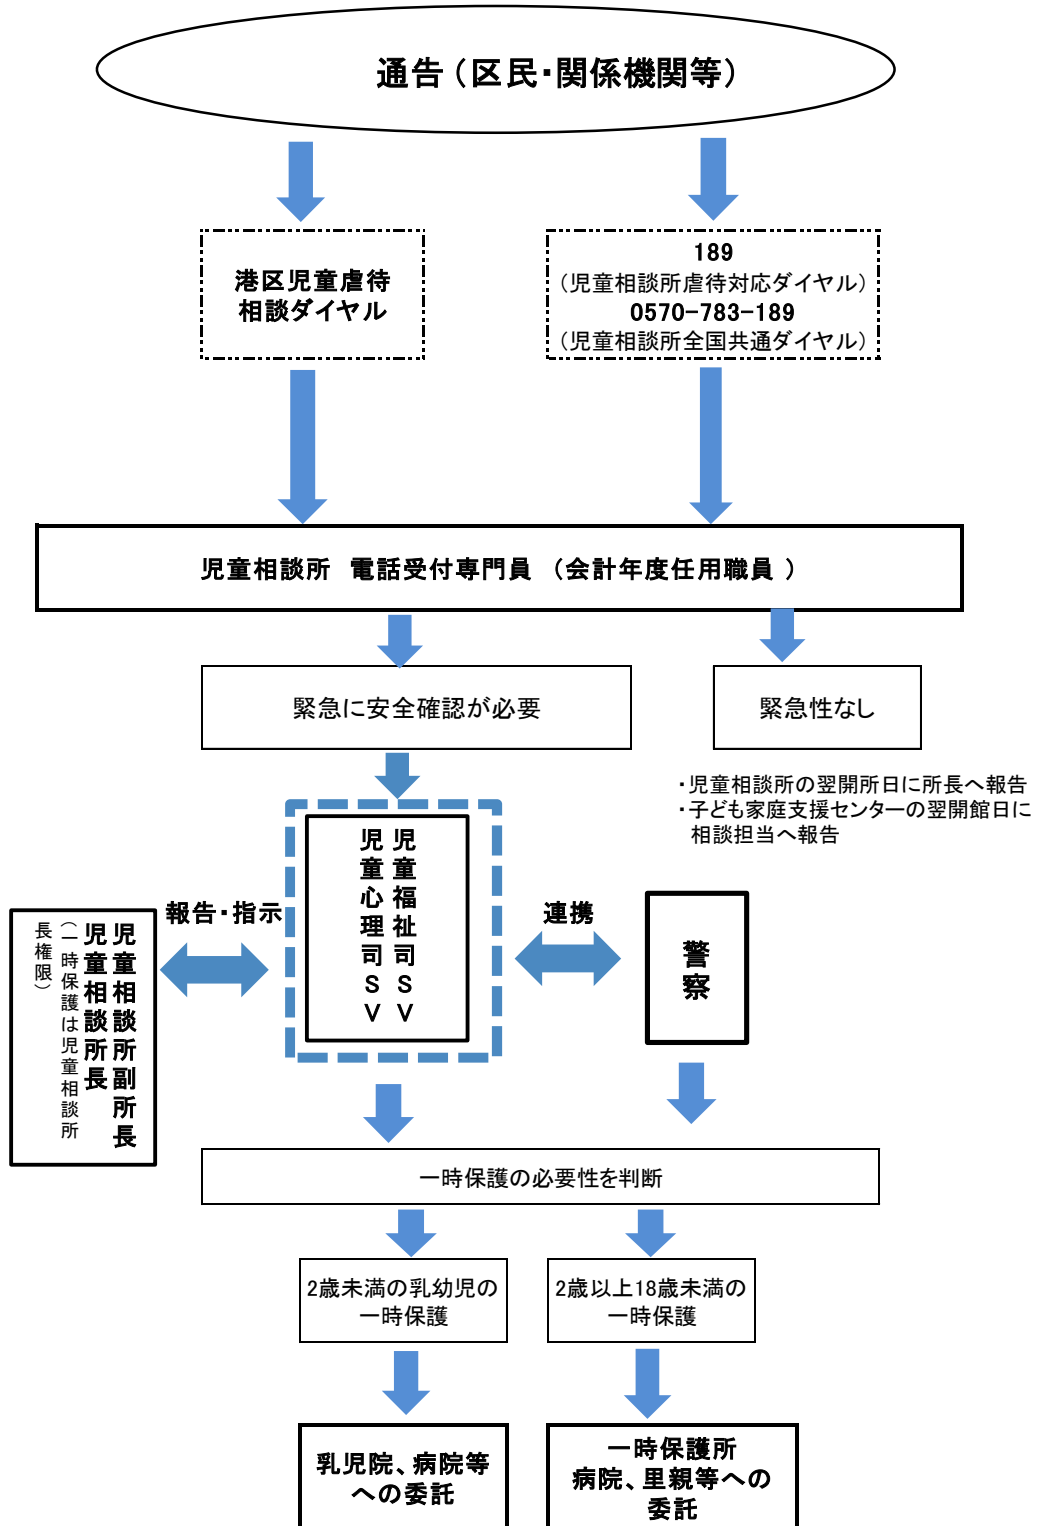 通告（区民・関係機関等）
港区児童虐待
相談ダイヤル
189
（児童相談所虐待対応ダイヤル）
0570-783-189
（児童相談所全国共通ダイヤル）
児童相談所　電話受付専門員　（会計年度任用職員 ）
緊急に安全確認が必要
緊急性なし
・児童相談所の翌開所日に所長へ報告
・子ども家庭支援センターの翌開館日に
相談担当へ報告
児童福祉司ＳＶ
児童心理司ＳＶ
報告・指示
連携
警察
児童相談所副所長
児童相談所長
（一時保護は児童相談所
長権限）
一時保護の必要性を判断
2歳未満の乳幼児の
一時保護
2歳以上18歳未満の
一時保護
乳児院、病院等
への委託
一時保護所
病院、里親等への
委託